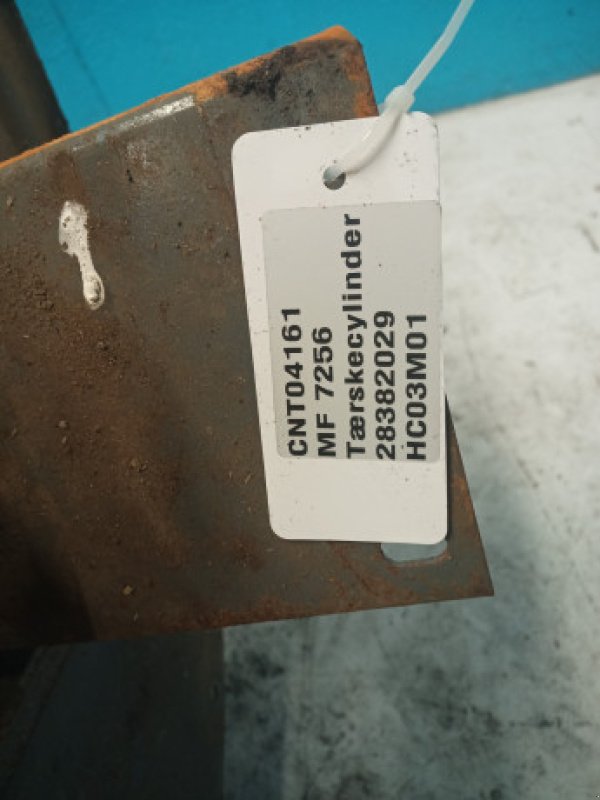 CNT04161
MF 7256
Tærskecylinder
28382029
HC03M01